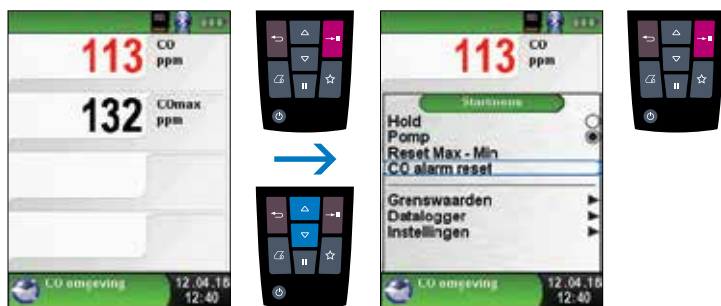 113 CO
ppm
132 COmax
ppm
CO omgeving
12.04.16
12:40
113 CO
ppm
Startmenu
Hold
Pomp
Reset Max - Min
CO alarm reset
Grenswaarden
Datalogger
Instellingen
CO omgeving
12.04.16
12:40